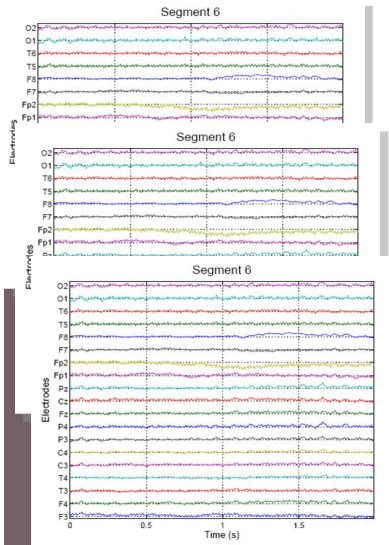 Segment 6
O2
O1
T6
T5
F8
F7
Fp2
Fp1
Electrodes
Segment 6
O2
O1
T6
T5
F8
F7
Fp2
Fp1
Electrodes
Segment 6
O2
O1
T6
T5
F8
F7
Fp2
Fp1
Pz
Cz
Fz
P4
P3
C4
C3
T4
T3
F4
F3
Electrodes
0
0.5
1
1.5
Time (s)